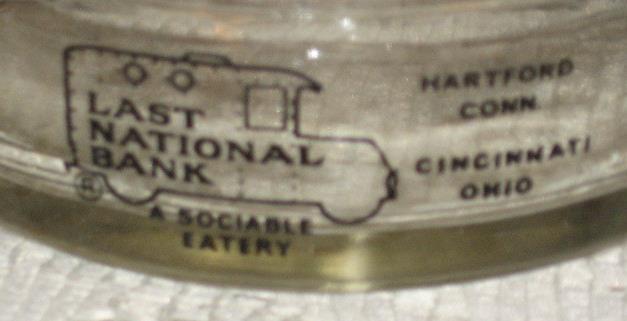 LAST
NATIONAL
BANK
®
A SOCIABLE
EATERY
HARTFORD
CONN.
CINCINNATI
OHIO